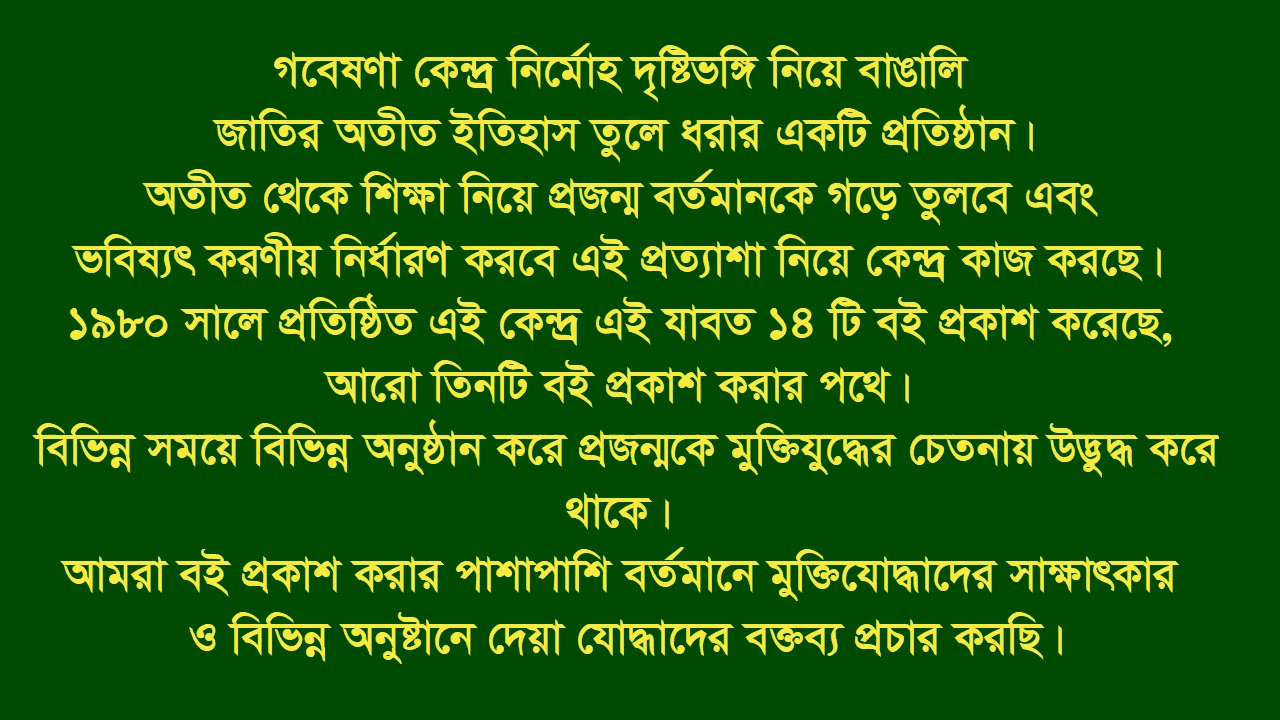 গবেষণা কেন্দ্র নির্মোহ দৃষ্টিভঙ্গি নিয়ে বাঙালি
জাতির অতীত ইতিহাস তুলে ধরার একটি প্রতিষ্ঠান।
অতীত থেকে শিক্ষা নিয়ে প্রজন্ম বর্তমানকে গড়ে তুলবে এবং
ভবিষ্যৎ করণীয় নির্ধারণ করবে এই প্রত্যাশা নিয়ে কেন্দ্র কাজ করছে।
১৯৮০ সালে প্রতিষ্ঠিত এই কেন্দ্র এই যাবত ১৪ টি বই প্রকাশ করেছে,
আরো তিনটি বই প্রকাশ করার পথে।
বিভিন্ন সময়ে বিভিন্ন অনুষ্ঠান করে প্রজন্মকে মুক্তিযুদ্ধের চেতনায় উদ্ভুদ্ধ করে
থাকে।
আমরা বই প্রকাশ করার পাশাপাশি বর্তমানে মুক্তিযোদ্ধাদের সাক্ষাৎকার
ও বিভিন্ন অনুষ্টানে দেয়া যোদ্ধাদের বক্তব্য প্রচার করছি।